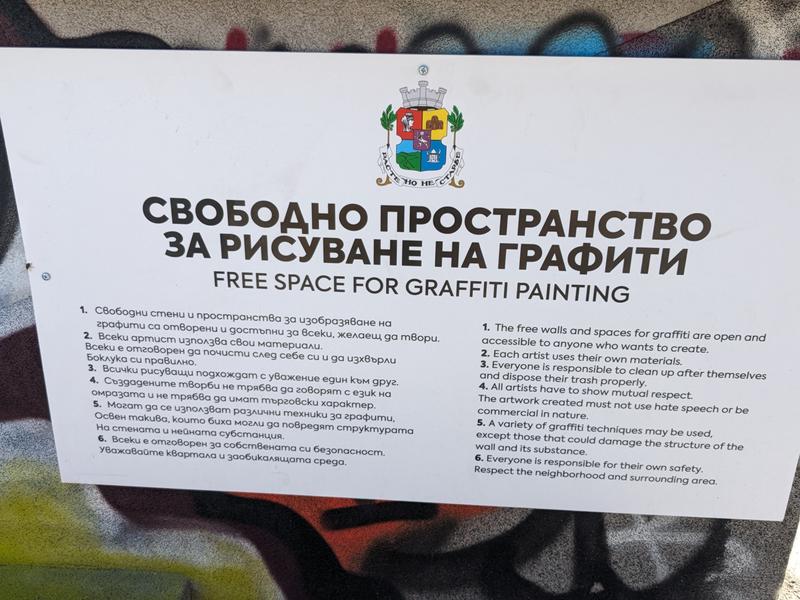 РАСТЕ НО НЕ СТАРЕЕ
СВОБОДНО ПРОСТРАНСТВО
ЗА РИСУВАНЕ НА ГРАФИТИ
FREE SPACE FOR GRAFFITI PAINTING
1. Свободни стени и пространства за изобразяване на
графити са отворени и достъпни за всеки, желаещ да твори.
2. Всеки артист използва свои материали.
Всеки е отговорен да почисти след себе си и да изхвърли
Боклука си правилно.
3. Всички рисуващи подхождат с уважение един към друг.
4. Създадените творби не трябва да говорят с език на
омразата и не трябва да имат търговски характер.
5. Могат да се използват различни техники за графити,
Освен такива, които биха могли да повредят структурата
На стената и нейната субстанция.
6. Всеки е отговорен за собствената си безопасност.
Уважавайте квартала и заобикалящата среда.
1. The free walls and spaces for graffiti are open and
accessible to anyone who wants to create.
2. Each artist uses their own materials.
3. Everyone is responsible to clean up after themselves
and dispose their trash properly.
4. All artists have to show mutual respect.
The artwork created must not use hate speech or be
commercial in nature.
5. A variety of graffiti techniques may be used,
except those that could damage the structure of the
wall and its substance.
6. Everyone is responsible for their own safety.
Respect the neighborhood and surrounding area.